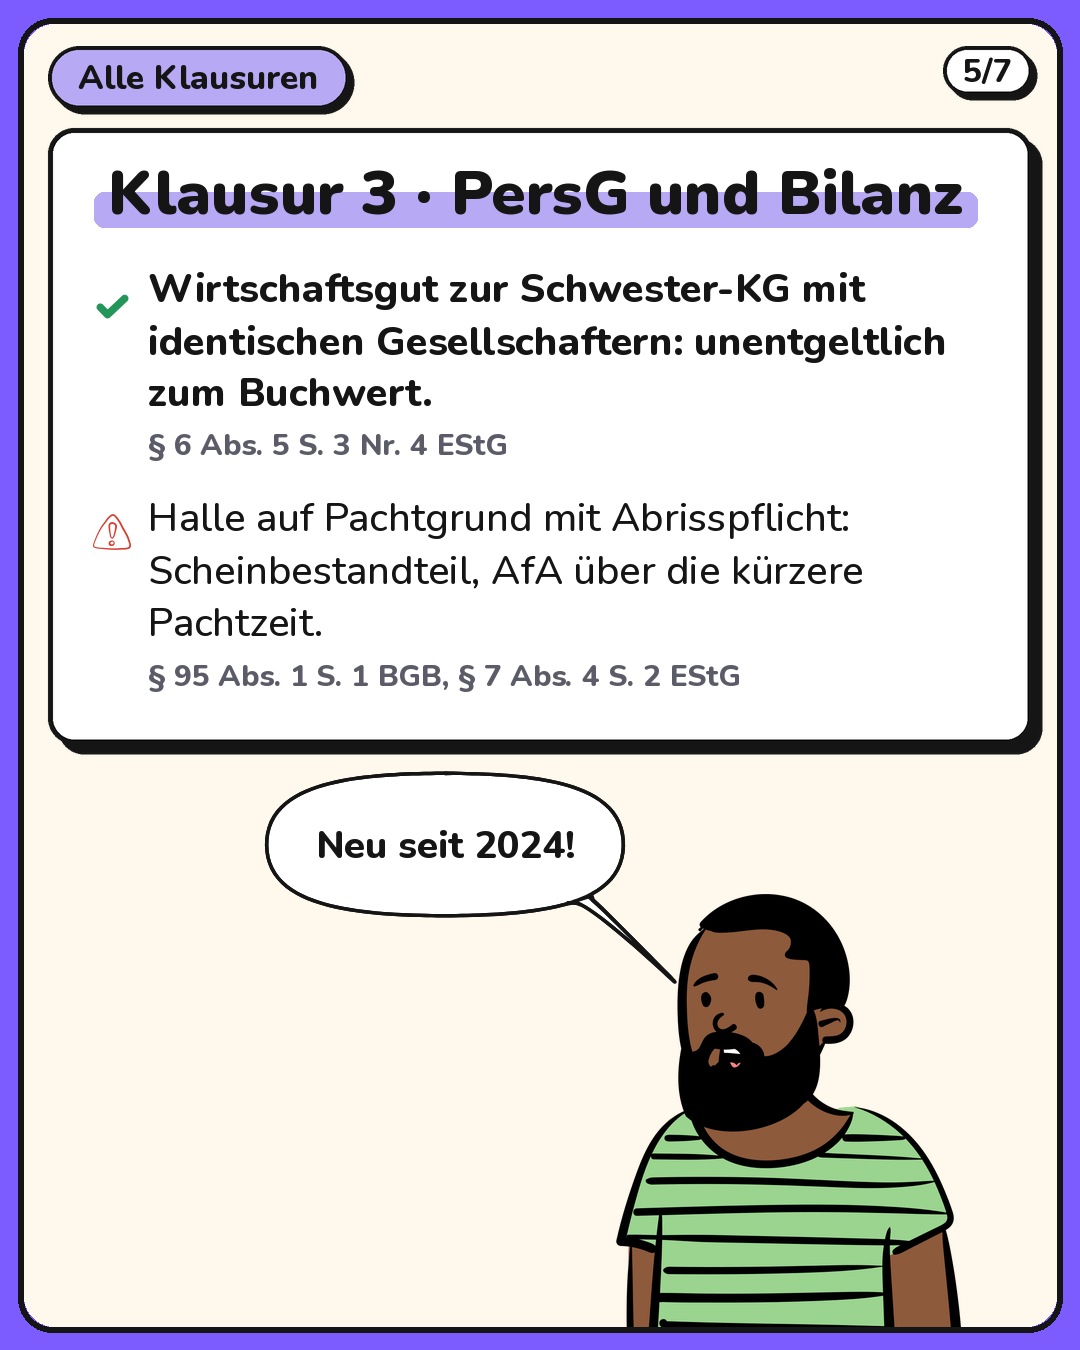 Alle Klausuren
5/7
Klausur 3 · PersG und Bilanz
Wirtschaftsgut zur Schwester-KG mit
identischen Gesellschaftern: unentgeltlich
zum Buchwert.
§ 6 Abs. 5 S. 3 Nr. 4 EStG
Halle auf Pachtgrund mit Abrisspflicht:
Scheinbestandteil, AfA über die kürzere
Pachtzeit.
§ 95 Abs. 1 S. 1 BGB, § 7 Abs. 4 S. 2 EStG
Neu seit 2024!